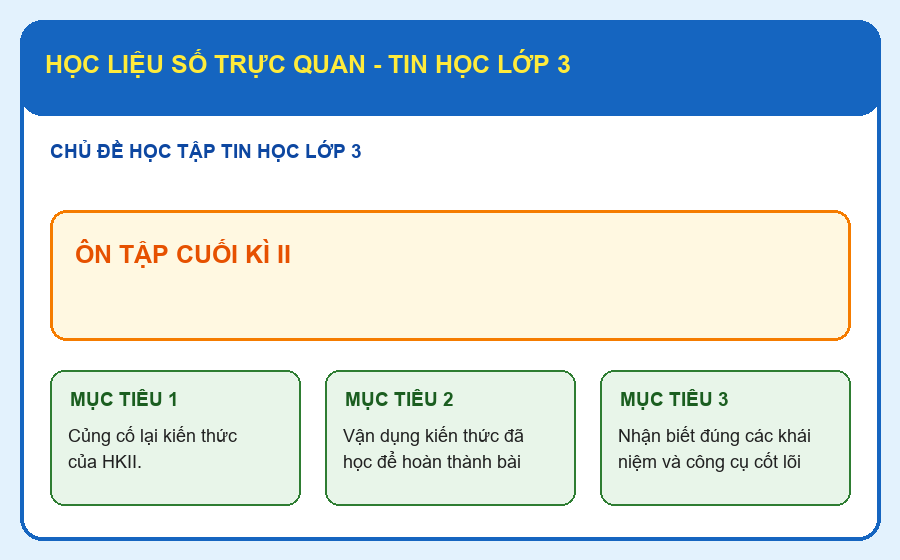 HỌC LIỆU SỐ TRỰC QUAN - TIN HỌC LỚP 3
CHỦ ĐỀ HỌC TẬP TIN HỌC LỚP 3
ÔN TẬP CUỐI KÌ II
MỤC TIÊU 1
Củng cố lại kiến thức
của HKII.
MỤC TIÊU 2
Vận dụng kiến thức đã
học để hoàn thành bài
MỤC TIÊU 3
Nhận biết đúng các khái
niệm và công cụ cốt lõi